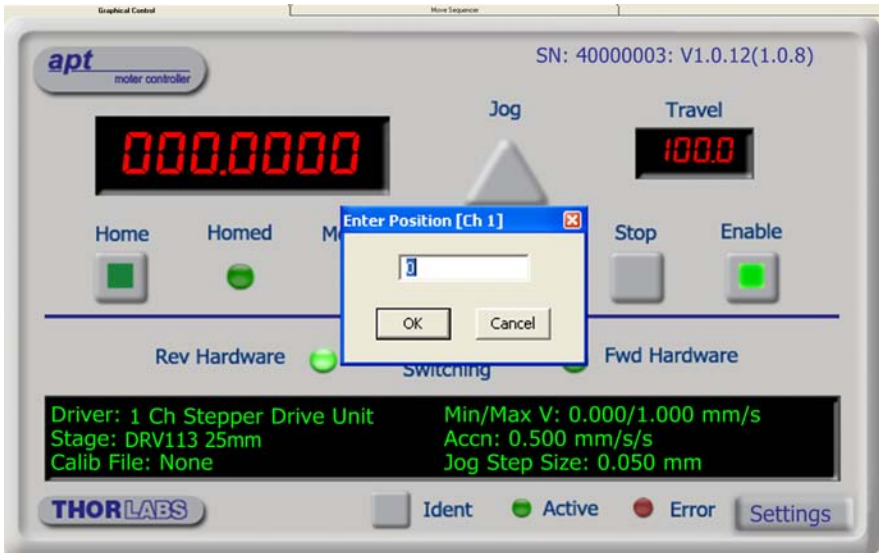 Graphical Control
Move Sequencer
apt
moter controller
SN: 40000003: V1.0.12(1.0.8)
Jog
Travel
000.0000
100.0
Enter Position [Ch 1]
Home
Homed
Stop
Enable
0
OK
Cancel
Rev Hardware
Switching
Fwd Hardware
Driver: 1 Ch Stepper Drive Unit
Min/Max V: 0.000/1.000 mm/s
Stage: DRV113 25mm
Accn: 0.500 mm/s/s
Calib File: None
Jog Step Size: 0.050 mm
THORLABS
Ident
Active
Error
Settings